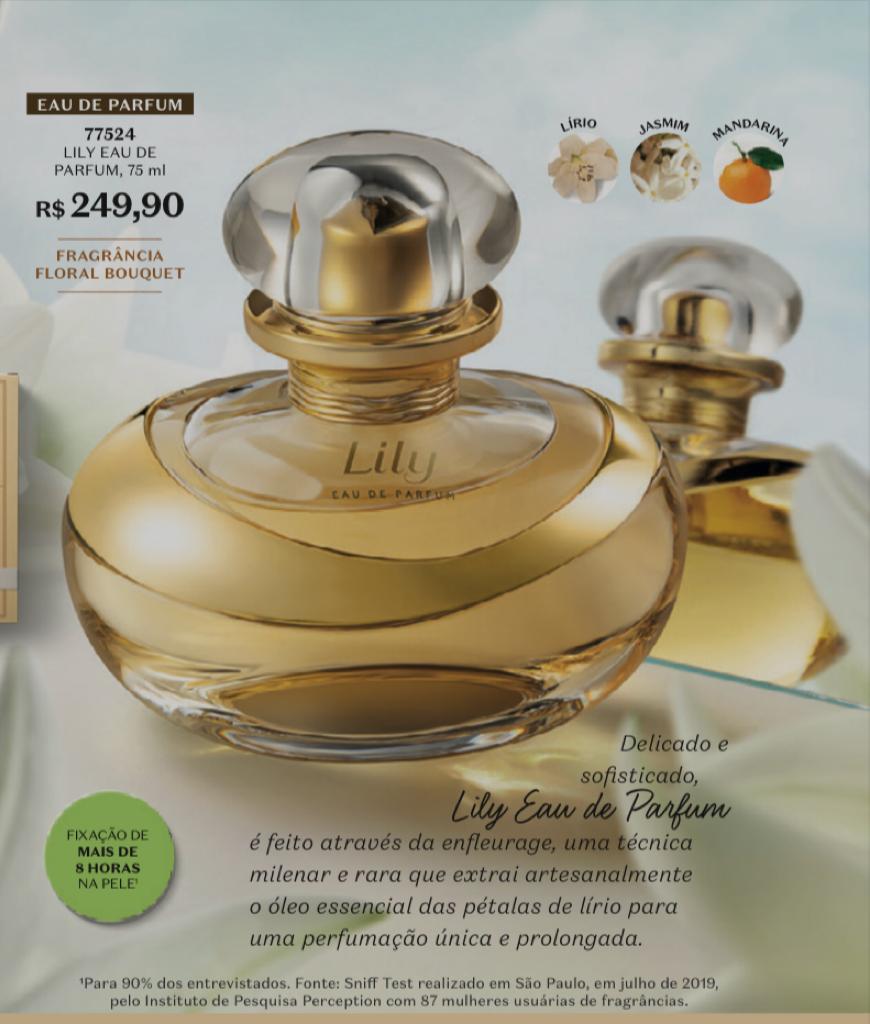 EAU DE PARFUM
77524
LILY EAU DE
PARFUM, 75 ml
R$ 249,90
FRAGRÂNCIA
FLORAL BOUQUET
LÍRIO
JASMIM
MANDARINA
Lily
EAU DE PARFUM
Delicado e
sofisticado,
Lily Eau de Parfum
é feito através da enfleurage, uma técnica
milenar e rara que extrai artesanalmente
o óleo essencial das pétalas de lírio para
uma perfumação única e prolongada.
FIXAÇÃO DE
MAIS DE
8 HORAS
NA PELE¹
¹Para 90% dos entrevistados. Fonte: Sniff Test realizado em São Paulo, em julho de 2019,
pelo Instituto de Pesquisa Perception com 87 mulheres usuárias de fragrâncias.